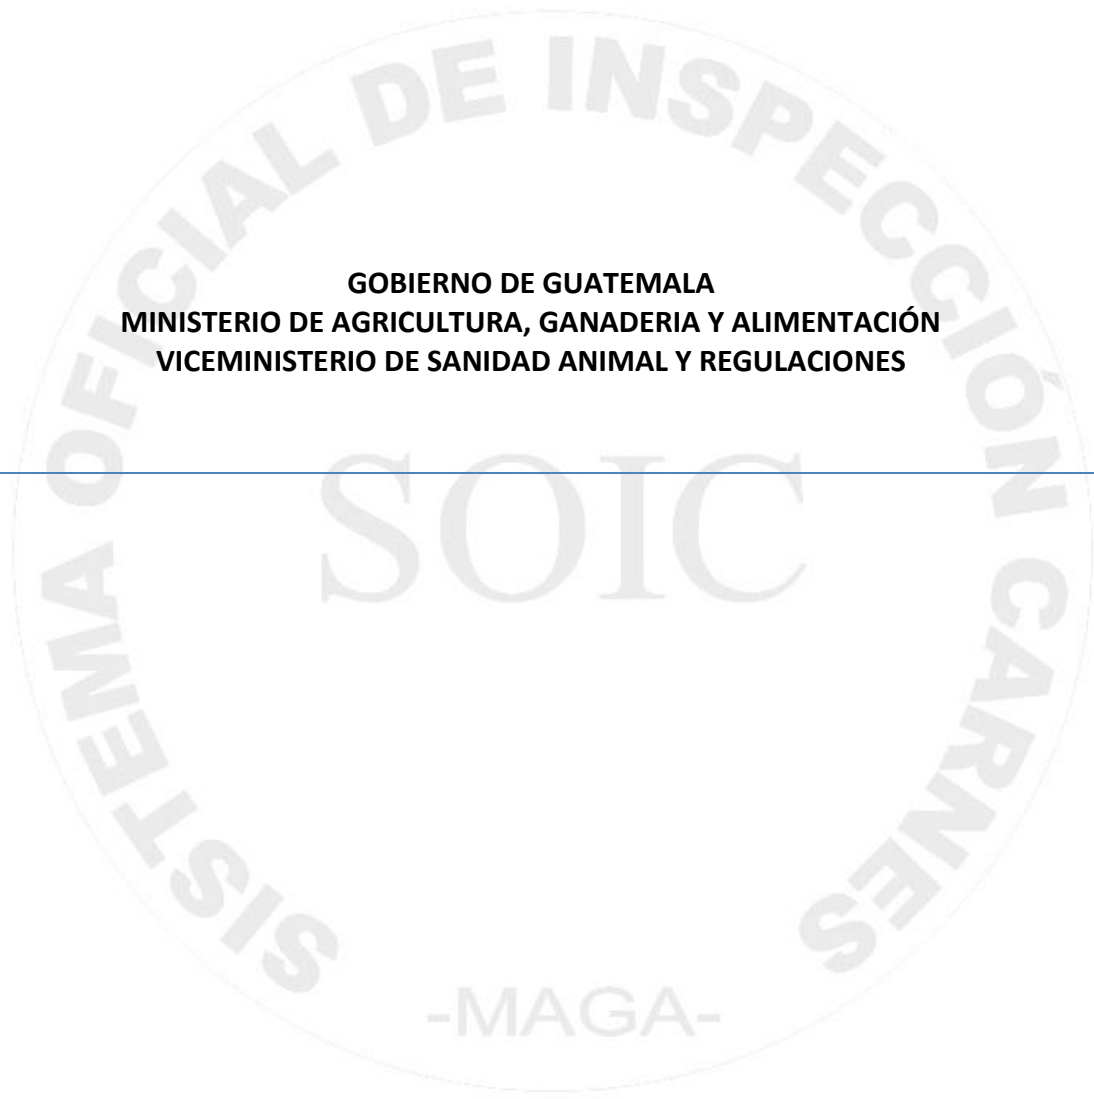 SISTEMA OFICIAL DE INSPECCIÓN CARNES
GOBIERNO DE GUATEMALA
MINISTERIO DE AGRICULTURA, GANADERIA Y ALIMENTACIÓN
VICEMINISTERIO DE SANIDAD ANIMAL Y REGULACIONES
SOIC
-MAGA-